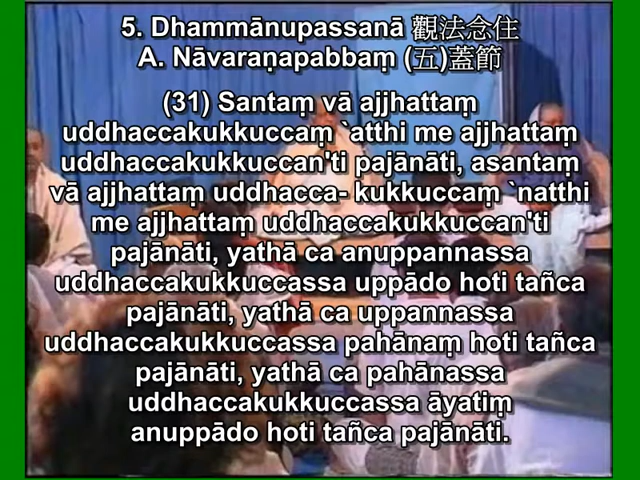 5. Dhammānupassanā 觀法念住
A. Nāvaraṇapabbaṃ (五)蓋節
(31) Santaṃ vā ajjhattaṃ
uddhaccakukkuccaṃ `atthi me ajjhattaṃ
uddhaccakukkuccan'ti pajānāti, asantaṃ
vā ajjhattaṃ uddhacca- kukkuccaṃ `natthi
me ajjhattaṃ uddhaccakukkuccan'ti
pajānāti, yathā ca anuppannassa
uddhaccakukkuccassa uppādo hoti tañca
pajānāti, yathā ca uppannassa
uddhaccakukkuccassa pahānaṃ hoti tañca
pajānāti, yathā ca pahānassa
uddhaccakukkuccassa āyatiṃ
anuppādo hoti tañca pajānāti.